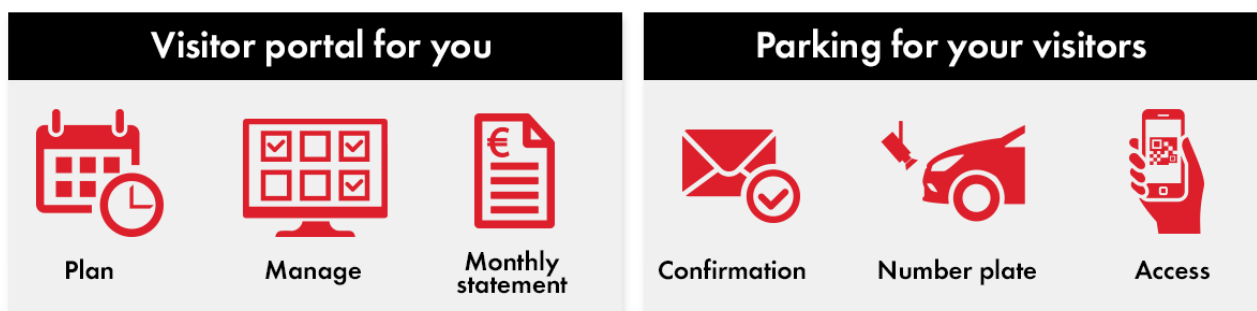 Visitor portal for you
Plan
Manage
€
Monthly
statement
Parking for your visitors
Confirmation
Number plate
Access